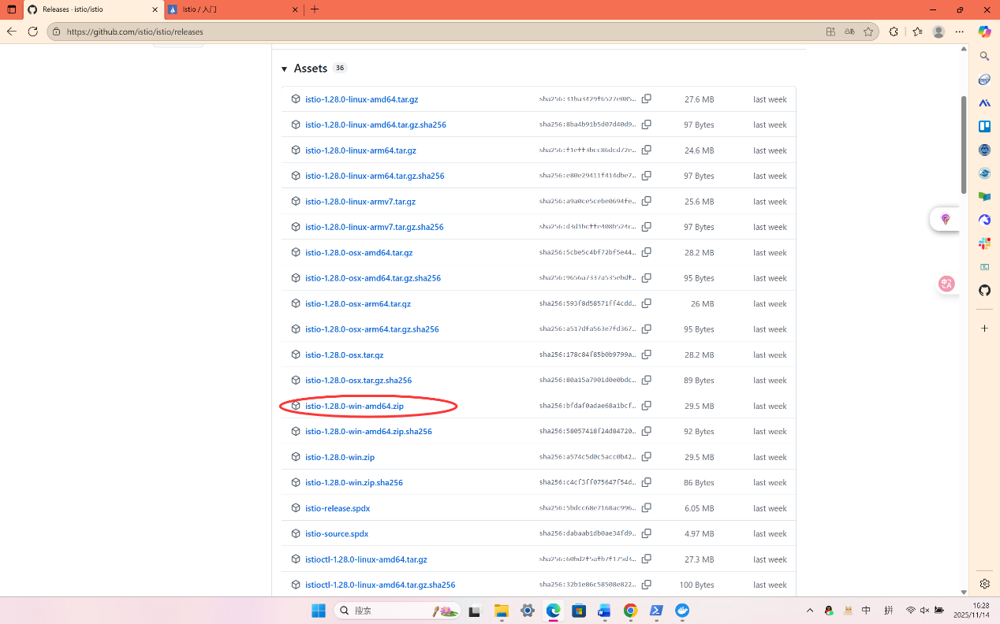 Releases · istio/istio
Istio / 入门
https://github.com/istio/istio/releases
Assets 36
istio-1.28.0-linux-amd64.tar.gz sha256:31ba3429f6527e085… 27.6 MB last week
istio-1.28.0-linux-amd64.tar.gz.sha256 sha256:8ba4b91b5d07d40d9… 97 Bytes last week
istio-1.28.0-linux-arm64.tar.gz sha256:f1eff3bcc86dcd72e… 24.6 MB last week
istio-1.28.0-linux-arm64.tar.gz.sha256 sha256:e80e29411f414dbe7… 97 Bytes last week
istio-1.28.0-linux-armv7.tar.gz sha256:a9a0ce5cebe0694fe… 25.6 MB last week
istio-1.28.0-linux-armv7.tar.gz.sha256 sha256:d3d1bcffe408b524c… 97 Bytes last week
istio-1.28.0-osx-amd64.tar.gz sha256:5cbe5c4bf72bf5e44… 28.2 MB last week
istio-1.28.0-osx-amd64.tar.gz.sha256 sha256:9656a7337a535ebdf… 95 Bytes last week
istio-1.28.0-osx-arm64.tar.gz sha256:593f8d58571ff4cdd… 26 MB last week
istio-1.28.0-osx-arm64.tar.gz.sha256 sha256:a517dfa563e7fd367… 95 Bytes last week
istio-1.28.0-osx.tar.gz sha256:178c84f85b0b9799a… 28.2 MB last week
istio-1.28.0-osx.tar.gz.sha256 sha256:80a15a7901d0e0bdc… 89 Bytes last week
istio-1.28.0-win-amd64.zip sha256:bfdaf0adae68a1bcf… 29.5 MB last week
istio-1.28.0-win-amd64.zip.sha256 sha256:58057418f24d84720… 92 Bytes last week
istio-1.28.0-win.zip sha256:a574c5d0c5acc0b42… 29.5 MB last week
istio-1.28.0-win.zip.sha256 sha256:c4cf3ff075647f54d… 86 Bytes last week
istio-release.spdx sha256:5bdcc68e7168ac996… 6.05 MB last week
istio-source.spdx sha256:dabaab1db0ae34fd9… 4.97 MB last week
istioctl-1.28.0-linux-amd64.tar.gz sha256:60bd2f5afb7f175d3… 27.3 MB last week
istioctl-1.28.0-linux-amd64.tar.gz.sha256 sha256:32b1e86c58508e822… 100 Bytes last week
搜索
中 拼
16:28
2025/11/14